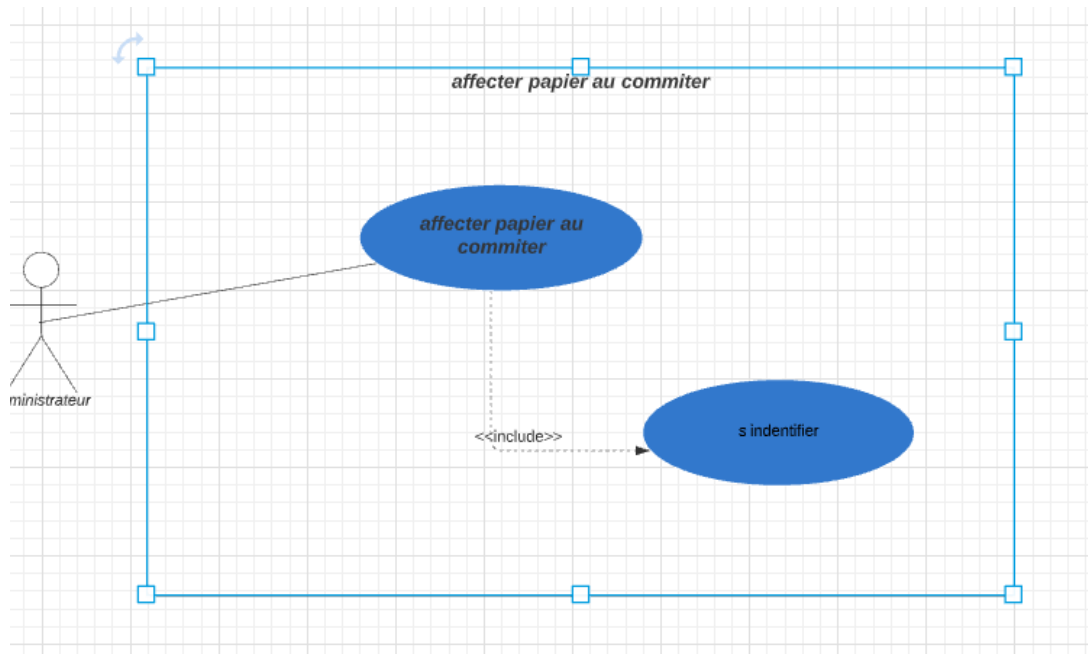 affecter papier au commiter
affecter papier au
commiter
ministrateur
<<include>>
s indentifier